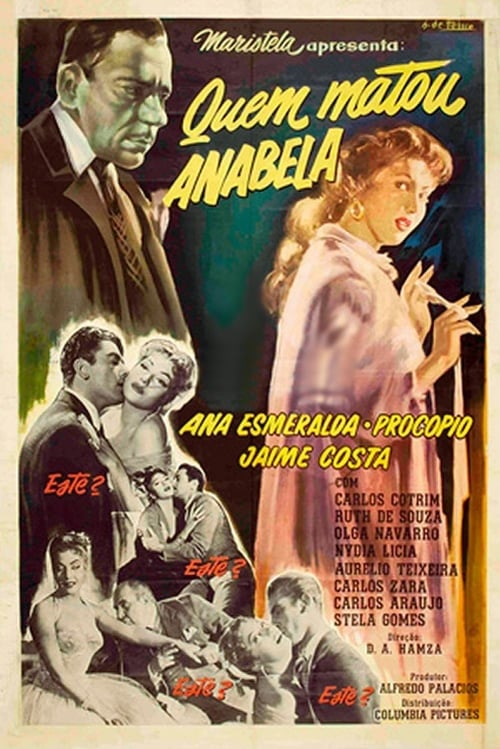 Maristela apresenta:
Quem matou
ANABELA
ANA ESMERALDA • PROCOPIO
JAIME COSTA
COM
CARLOS COTRIM
RUTH DE SOUZA
OLGA NAVARRO
NYDIA LICIA
AURELIO TEIXEIRA
CARLOS ZARA
CARLOS ARAUJO
STELA GOMES
Direção:
D. A. HAMZA
Produtor:
ALFREDO PALACIOS
Distribuição:
COLUMBIA PICTURES
Este?
Este?
Este?
Este?